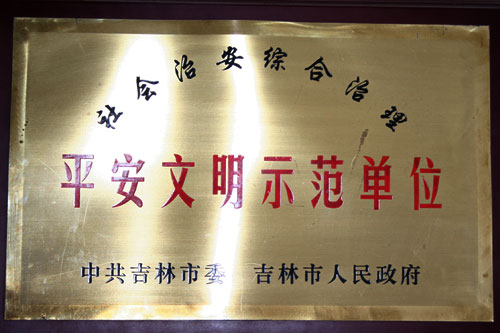 社会治安综合治理
平安文明示范单位
中共吉林市委 吉林市人民政府